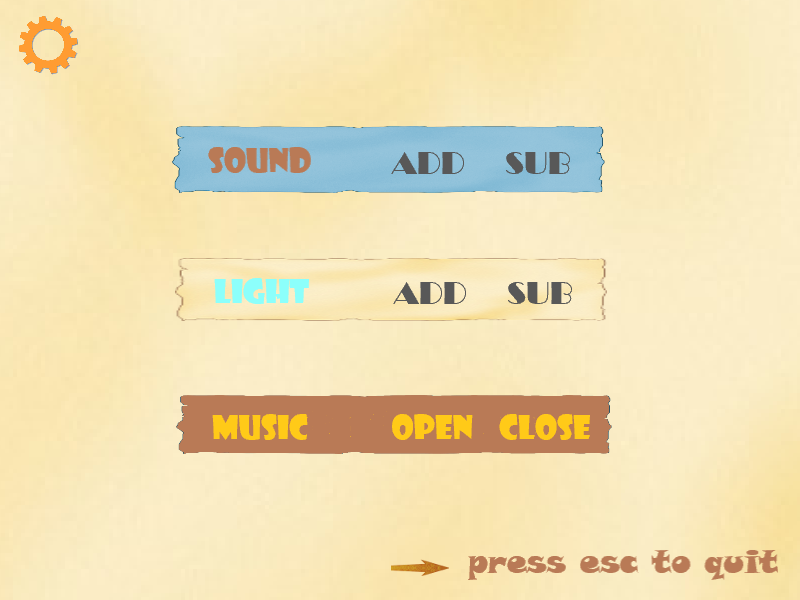 SOUND ADD SUB
LIGHT ADD SUB
MUSIC OPEN CLOSE
press esc to quit